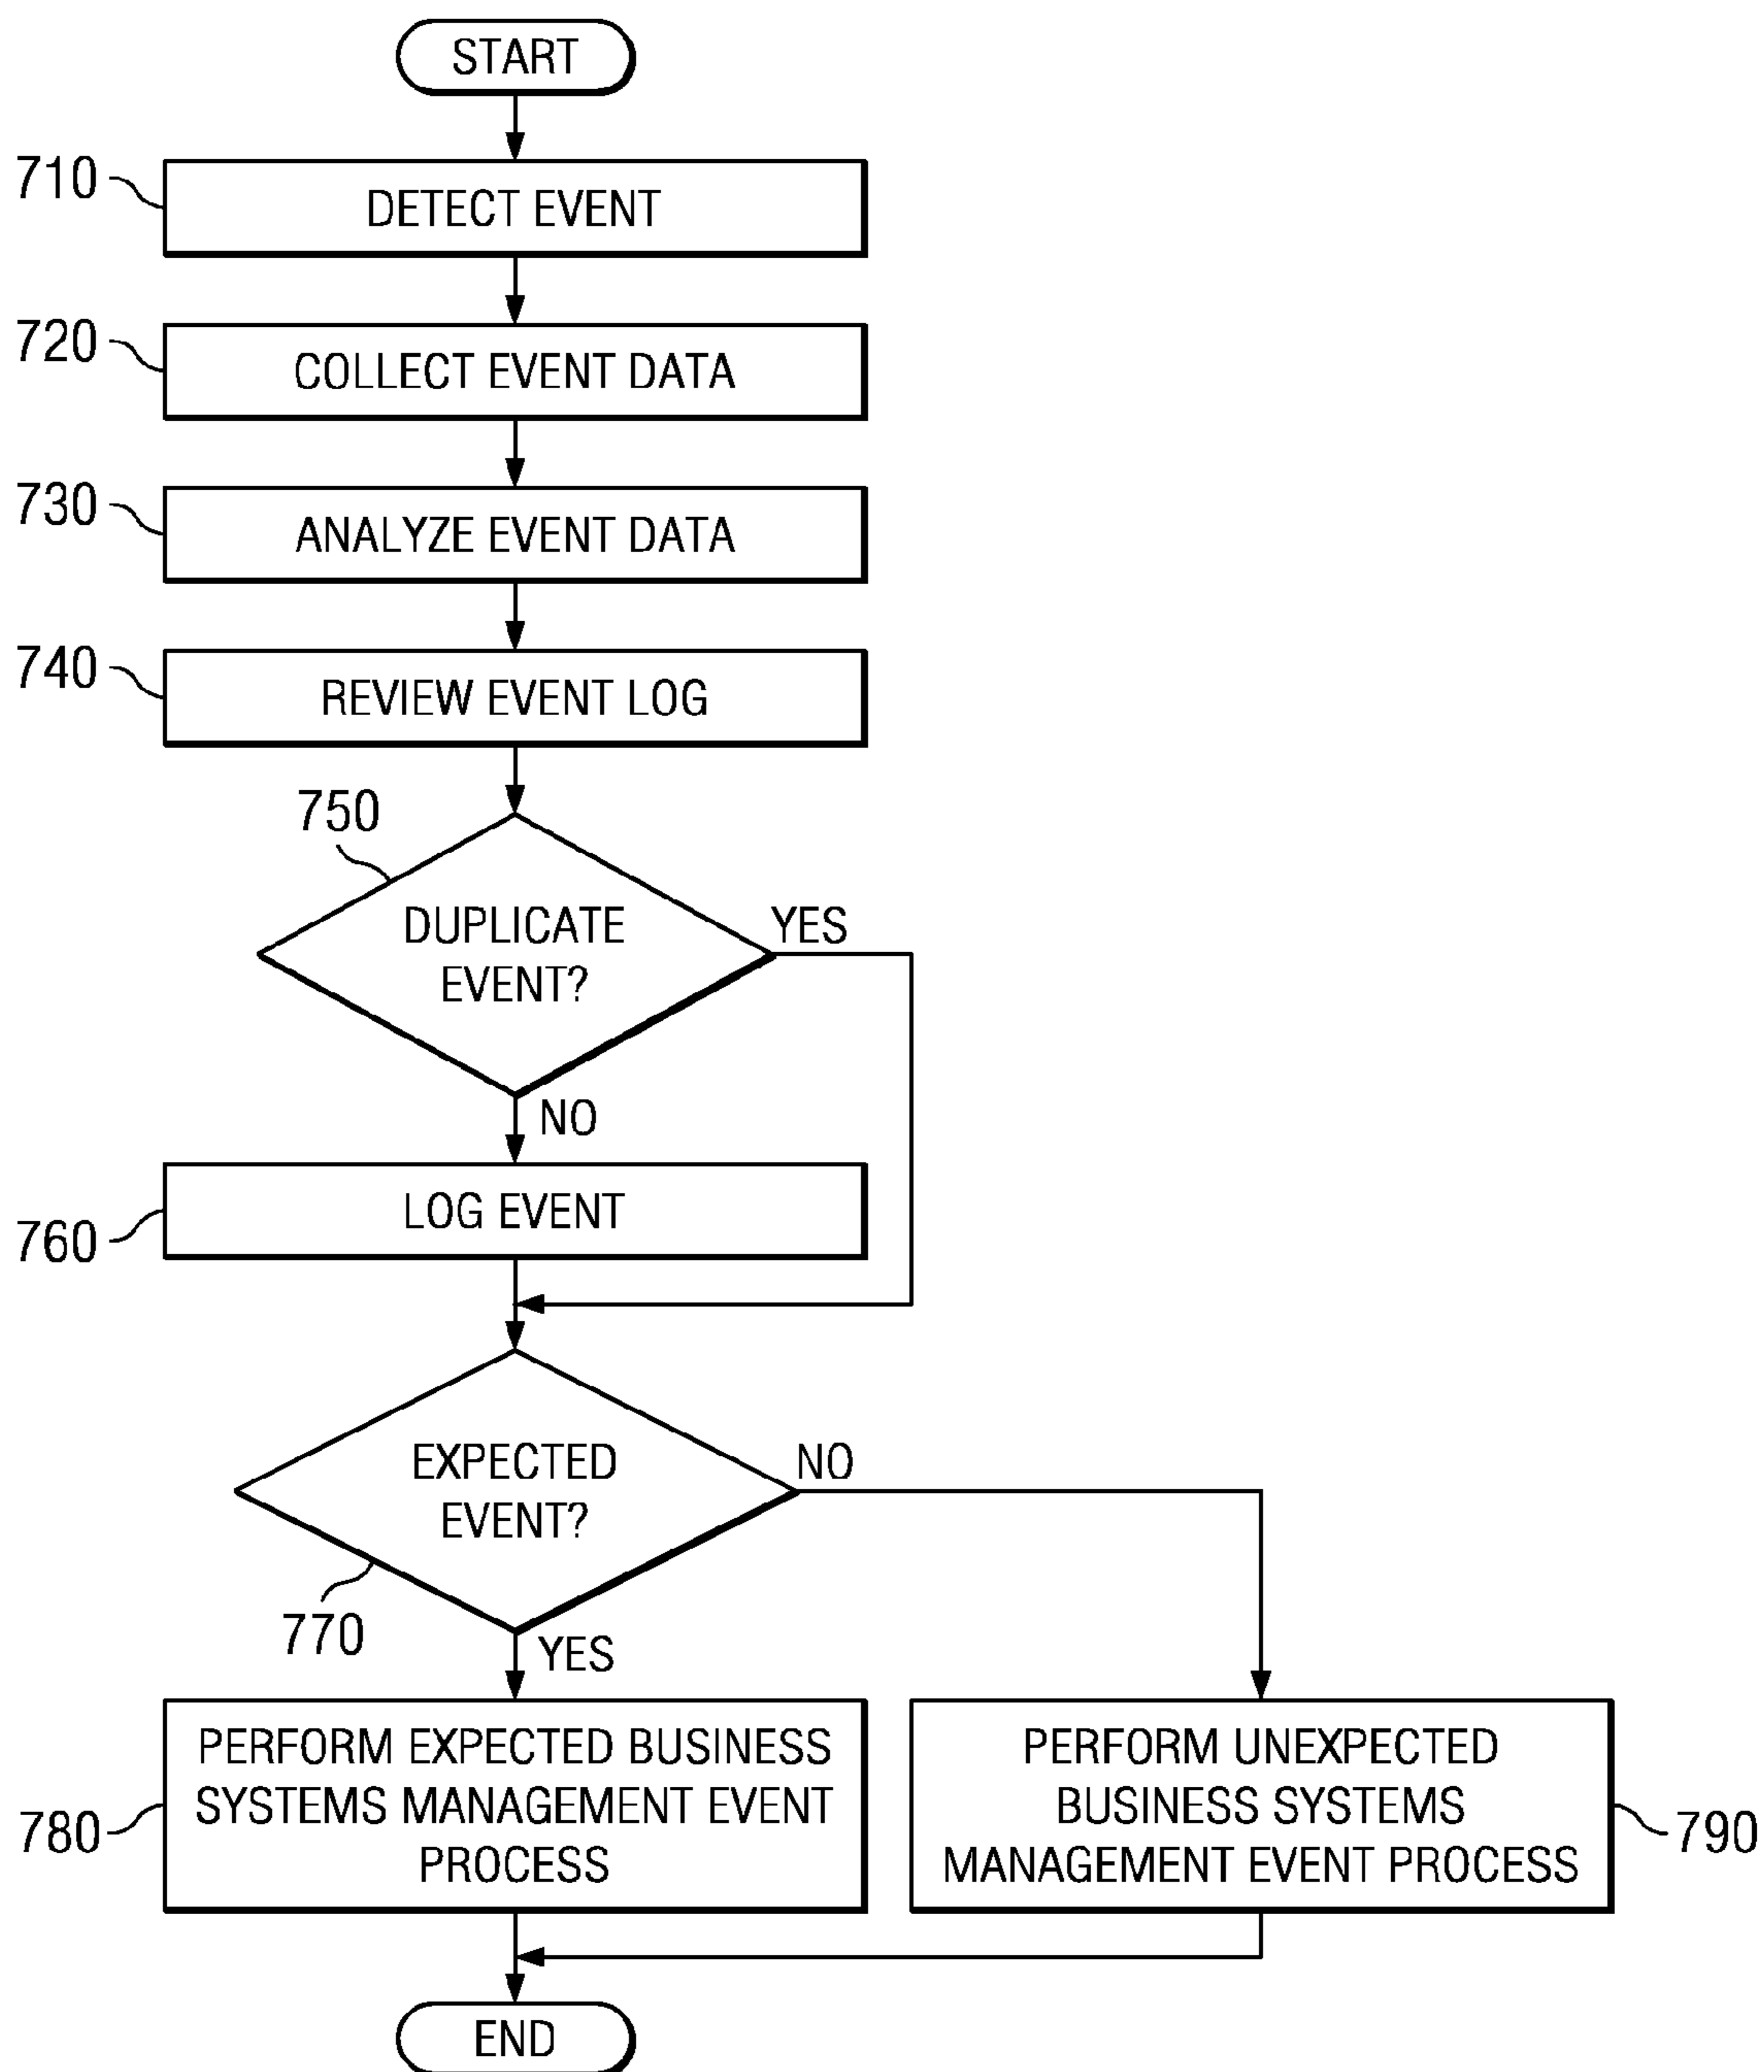 START
710
DETECT EVENT
720
COLLECT EVENT DATA
730
ANALYZE EVENT DATA
740
REVIEW EVENT LOG
750
DUPLICATE
EVENT?
YES
NO
LOG EVENT
760
EXPECTED
EVENT?
NO
770
YES
PERFORM EXPECTED BUSINESS
SYSTEMS MANAGEMENT EVENT
PROCESS
780
PERFORM UNEXPECTED
BUSINESS SYSTEMS
MANAGEMENT EVENT PROCESS
790
END